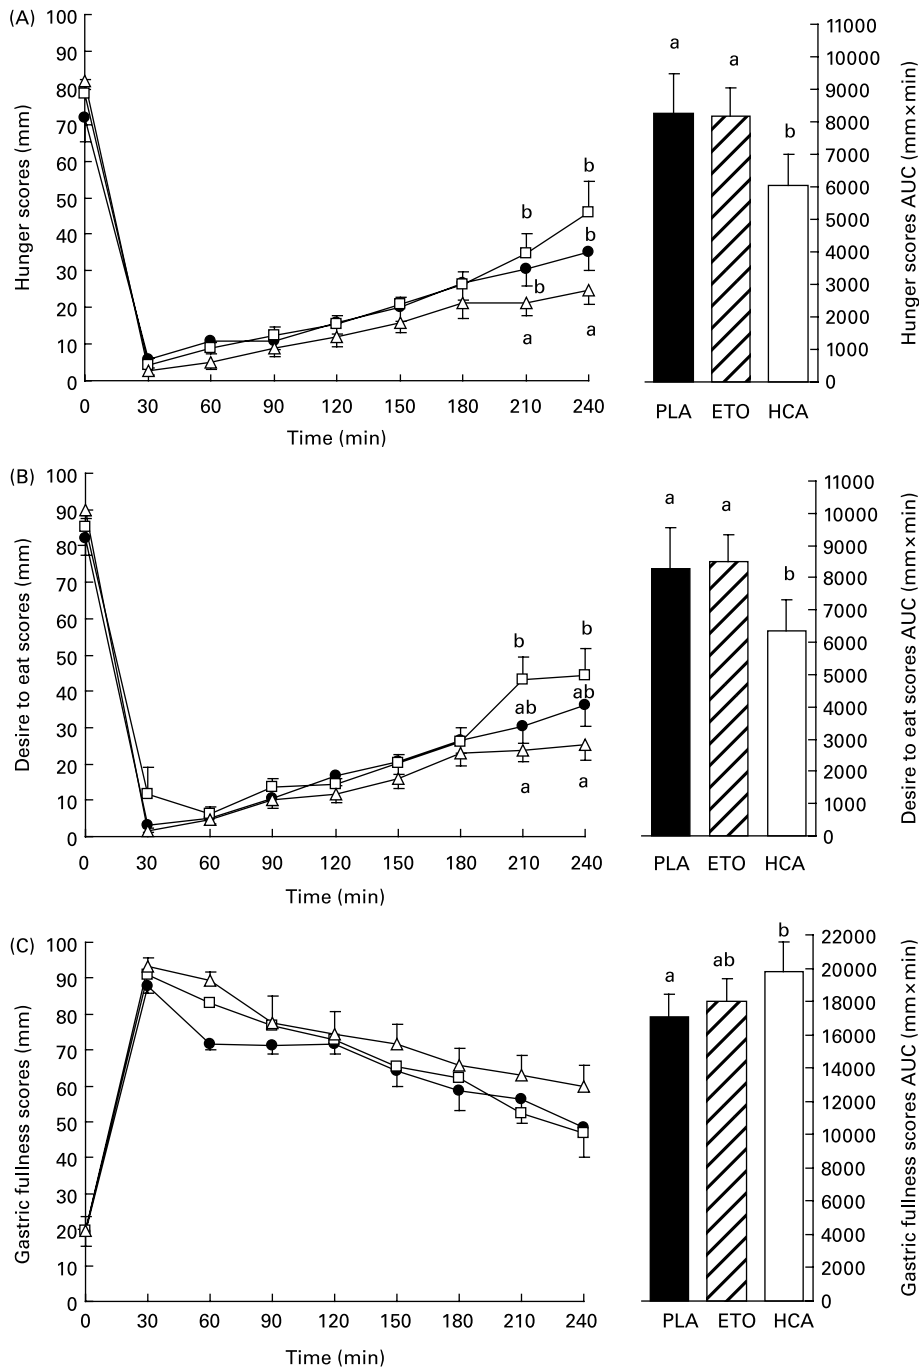 (A)
100
90
80
70
60
50
40
30
20
10
0
Hunger scores (mm)
b
b
b
b
a
a
0 30 60 90 120 150 180 210 240
Time (min)
a
a
b
PLA ETO HCA
11000
10000
9000
8000
7000
6000
5000
4000
3000
2000
1000
0
Hunger scores AUC (mm×min)
(B)
100
90
80
70
60
50
40
30
20
10
0
Desire to eat scores (mm)
b
b
ab
ab
a
a
0 30 60 90 120 150 180 210 240
Time (min)
a
a
b
PLA ETO HCA
11000
10000
9000
8000
7000
6000
5000
4000
3000
2000
1000
0
Desire to eat scores AUC (mm×min)
(C)
100
90
80
70
60
50
40
30
20
10
0
Gastric fullness scores (mm)
0 30 60 90 120 150 180 210 240
Time (min)
a
ab
b
PLA ETO HCA
22000
20000
18000
16000
14000
12000
10000
8000
6000
4000
2000
0
Gastric fullness scores AUC (mm×min)